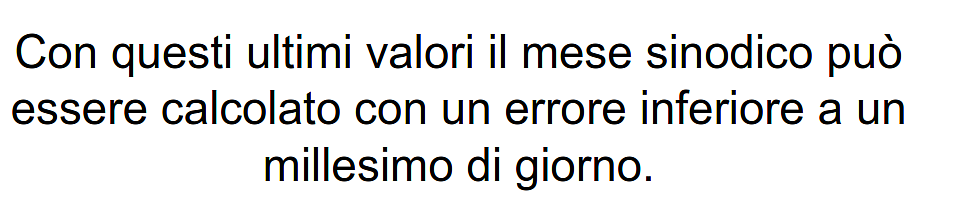 Con questi ultimi valori il mese sinodico può
essere calcolato con un errore inferiore a un
millesimo di giorno.